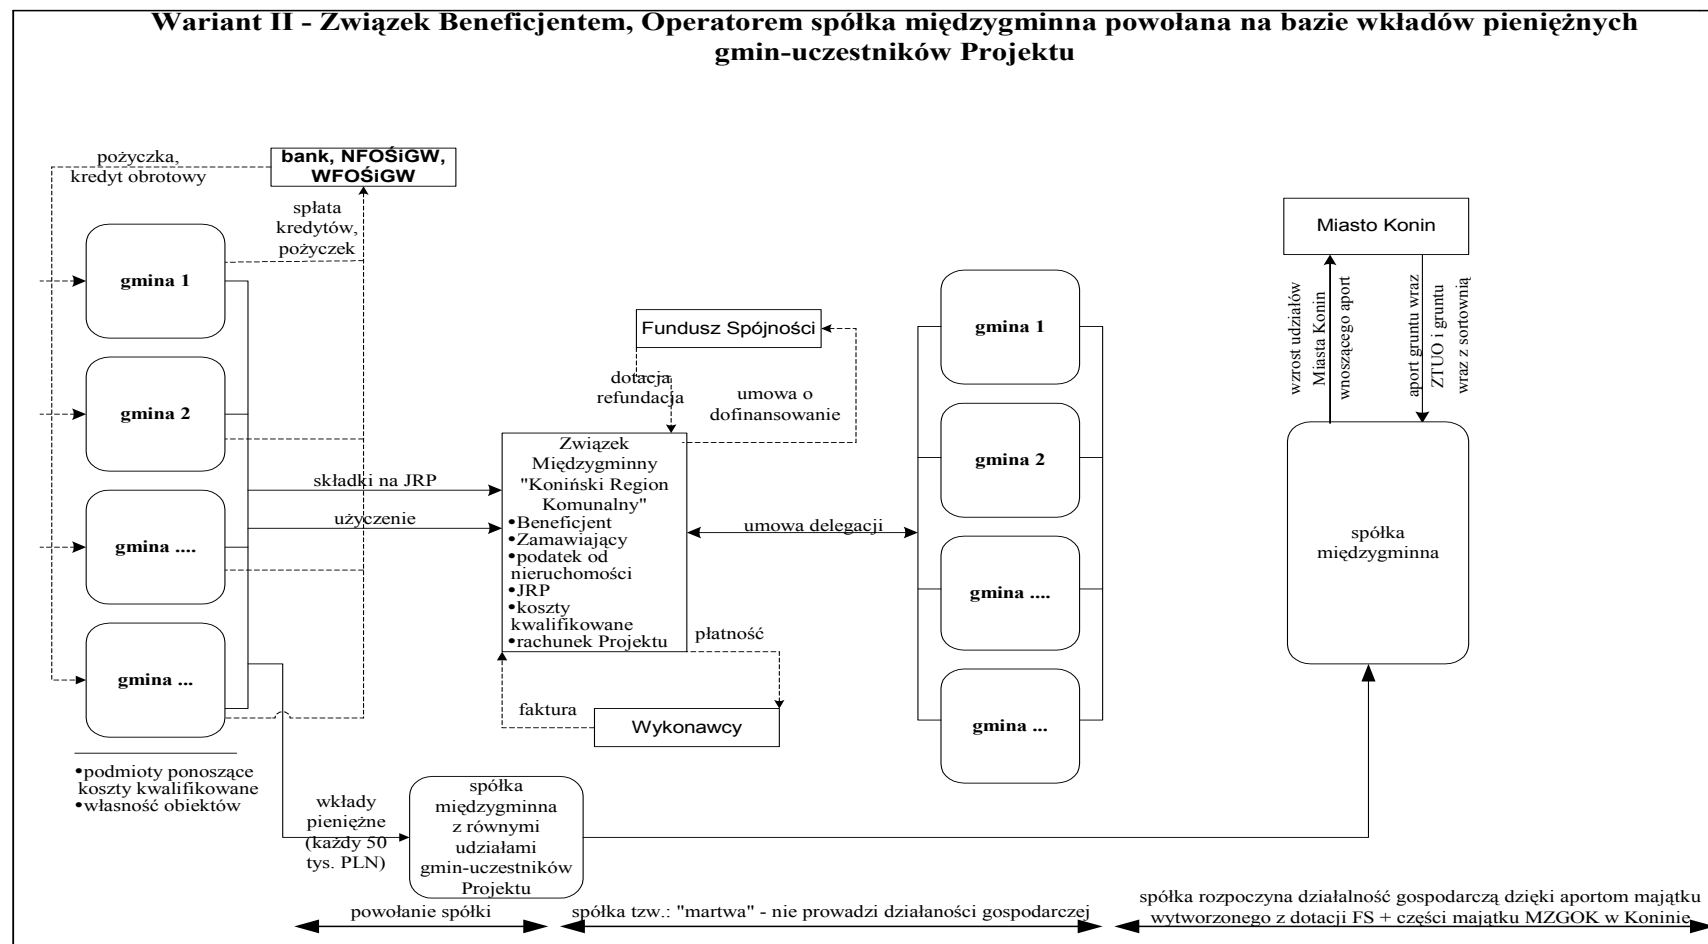 Wariant II - Związek Beneficjentem, Operatorem spółka międzygminna powołana na bazie wkładów pieniężnych
gmin-uczestników Projektu
pożyczka,
kredyt obrotowy
bank, NFOŚiGW,
WFOŚiGW
spłata
kredytów,
pożyczek
gmina 1
gmina 2
gmina ....
gmina ...
•podmioty ponoszące
koszty kwalifikowane
•własność obiektów
składki na JRP
użyczenie
Fundusz Spójności
dotacja
refundacja
umowa o
dofinansowanie
Związek
Międzygminny
"Koniński Region
Komunalny"
•Beneficjent
•Zamawiający
•podatek od
nieruchomości
•JRP
•koszty
kwalifikowane
•rachunek Projektu
płatność
faktura
Wykonawcy
umowa delegacji
gmina 1
gmina 2
gmina ....
gmina ...
Miasto Konin
wzrost udziałów
Miasta Konin
wnoszącego aport
aport gruntu wraz
ZTUO i gruntu
wraz z sortownią
spółka
międzygminna
wkłady
pieniężne
(każdy 50
tys. PLN)
spółka
międzygminna
z równymi
udziałami
gmin-uczestników
Projektu
powołanie spółki
spółka tzw.: "martwa" - nie prowadzi działaności gospodarczej
spółka rozpoczyna działalność gospodarczą dzięki aportom majątku
wytworzonego z dotacji FS + części majątku MZGOK w Koninie